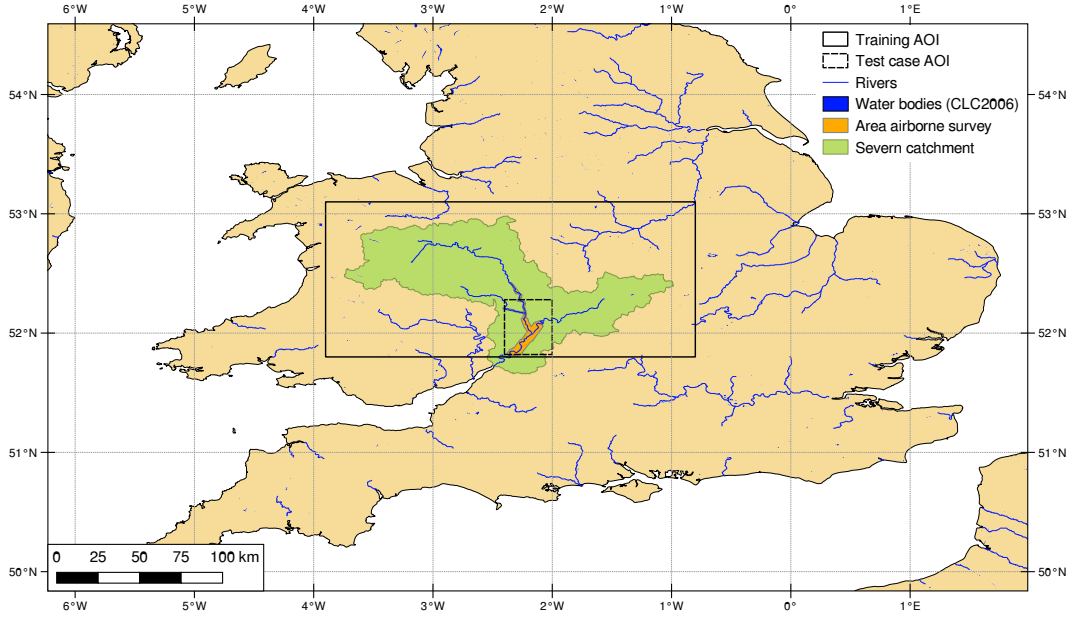 6°W 5°W 4°W 3°W 2°W 1°W 0° 1°E
Training AOI
Test case AOI
Rivers
Water bodies (CLC2006)
Area airborne survey
Severn catchment
54°N 54°N
53°N 53°N
52°N 52°N
51°N 51°N
50°N 50°N
0 25 50 75 100 km
6°W 5°W 4°W 3°W 2°W 1°W 0° 1°E